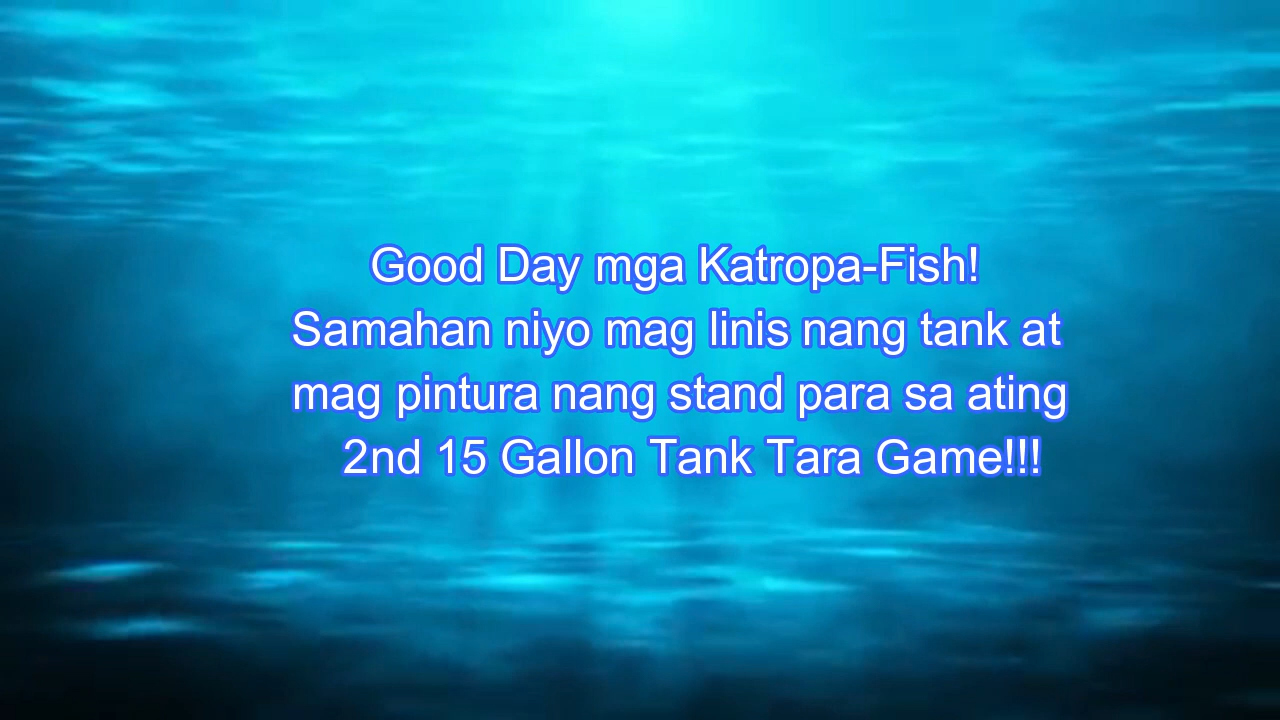 Good Day mga Katropa-Fish!
Samahan niyo mag linis nang tank at
mag pintura nang stand para sa ating
2nd 15 Gallon Tank Tara Game!!!